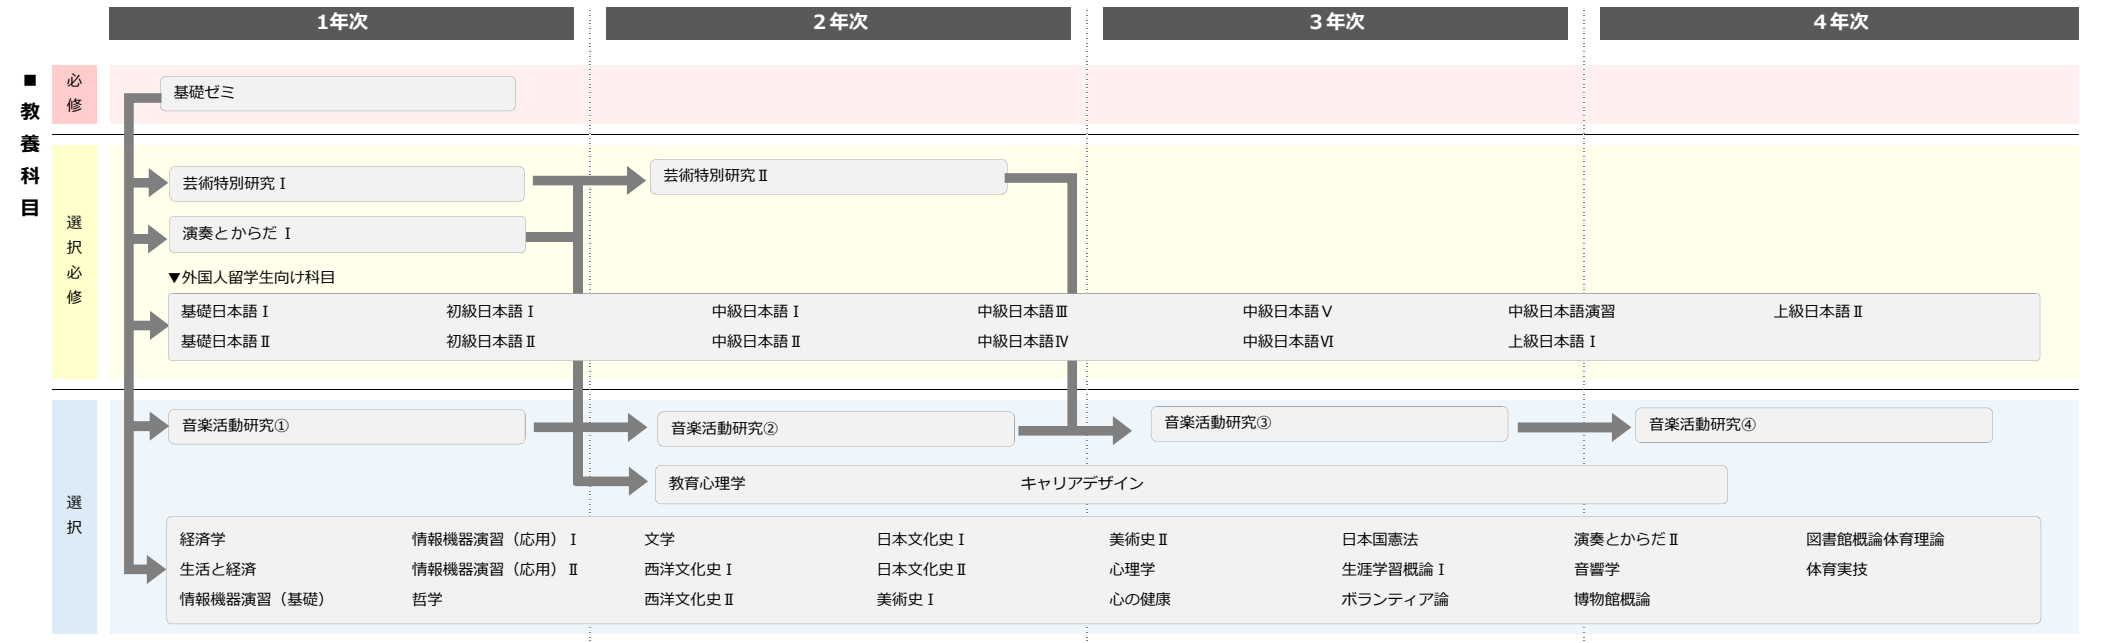 1年次
２年次
３年次
４年次
■教養科目
必修
基礎ゼミ
選択必修
芸術特別研究Ⅰ
芸術特別研究Ⅱ
演奏とからだ Ⅰ
▼外国人留学生向け科目
基礎日本語Ⅰ 初級日本語Ⅰ 中級日本語Ⅰ 中級日本語Ⅲ 中級日本語Ⅴ 中級日本語演習 上級日本語Ⅱ
基礎日本語Ⅱ 初級日本語Ⅱ 中級日本語Ⅱ 中級日本語Ⅳ 中級日本語Ⅵ 上級日本語Ⅰ
選択
音楽活動研究①
音楽活動研究②
音楽活動研究③
音楽活動研究④
教育心理学 キャリアデザイン
経済学 情報機器演習（応用）Ⅰ 文学 日本文化史Ⅰ 美術史Ⅱ 日本国憲法 演奏とからだⅡ 図書館概論体育理論
生活と経済 情報機器演習（応用）Ⅱ 西洋文化史Ⅰ 日本文化史Ⅱ 心理学 生涯学習概論Ⅰ 音響学 体育実技
情報機器演習（基礎） 哲学 西洋文化史Ⅱ 美術史Ⅰ 心の健康 ボランティア論 博物館概論